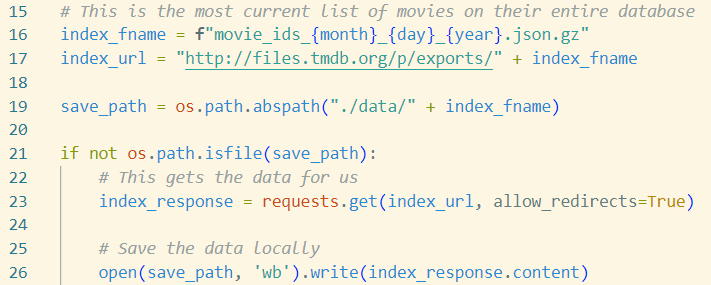 15 # This is the most current list of movies on their entire database
16 index_fname = f"movie_ids_{month}_{day}_{year}.json.gz"
17 index_url = "http://files.tmdb.org/p/exports/" + index_fname
18
19 save_path = os.path.abspath("./data/" + index_fname)
20
21 if not os.path.isfile(save_path):
22     # This gets the data for us
23     index_response = requests.get(index_url, allow_redirects=True)
24
25     # Save the data locally
26     open(save_path, 'wb').write(index_response.content)